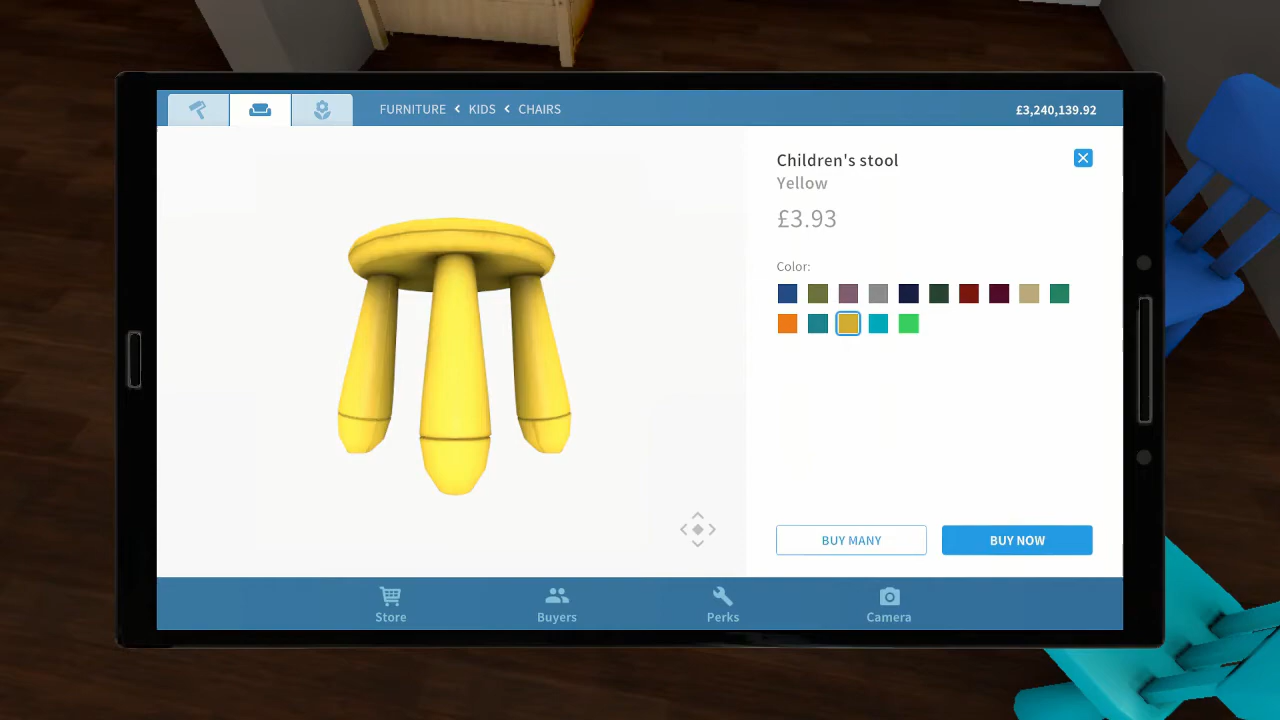 FURNITURE < KIDS < CHAIRS
£3,240,139.92
Children's stool
Yellow
£3.93
Color:
BUY MANY
BUY NOW
Store
Buyers
Perks
Camera